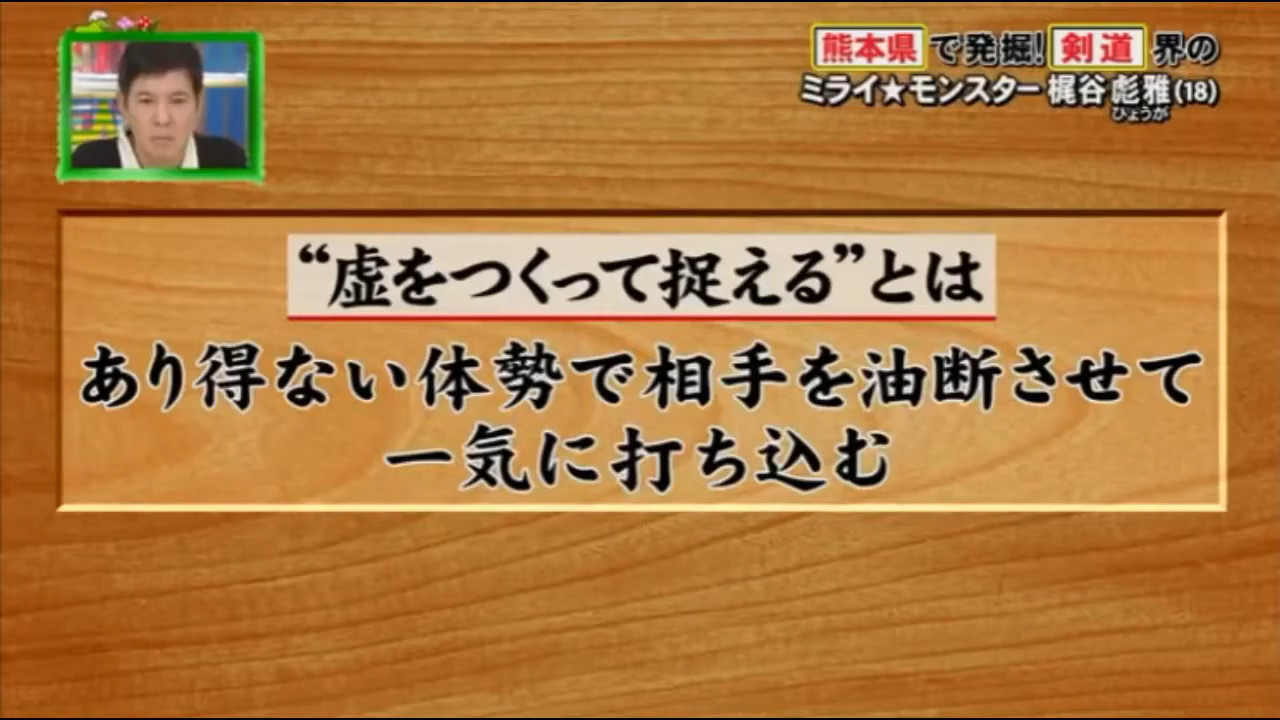 熊本県で発掘!剣道界の
ミライ★モンスター梶谷彪雅(18)
ひょうが
“虚をつくって捉える”とは
あり得ない体勢で相手を油断させて
一気に打ち込む